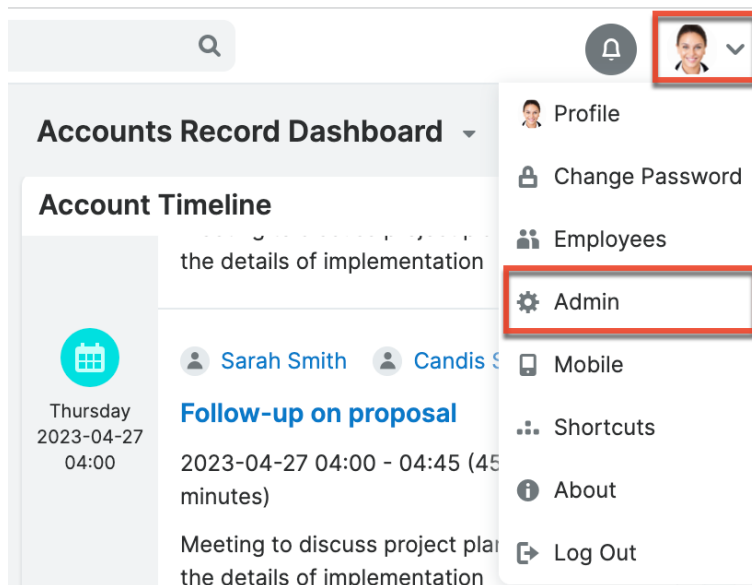 Accounts Record Dashboard
Account Timeline
the details of implementation
Sarah Smith Candis
Thursday
2023-04-27
04:00
Follow-up on proposal
2023-04-27 04:00 - 04:45 (45
minutes)
Meeting to discuss project plan
the details of implementation
Profile
Change Password
Employees
Admin
Mobile
Shortcuts
About
Log Out